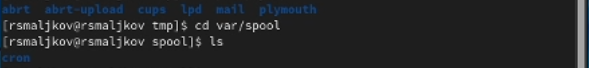 abrt abrt-upload cups lpd mail plymouth
[rsmaljkov@rsmaljkov tmp]$ cd var/spool
[rsmaljkov@rsmaljkov spool]$ ls
cron